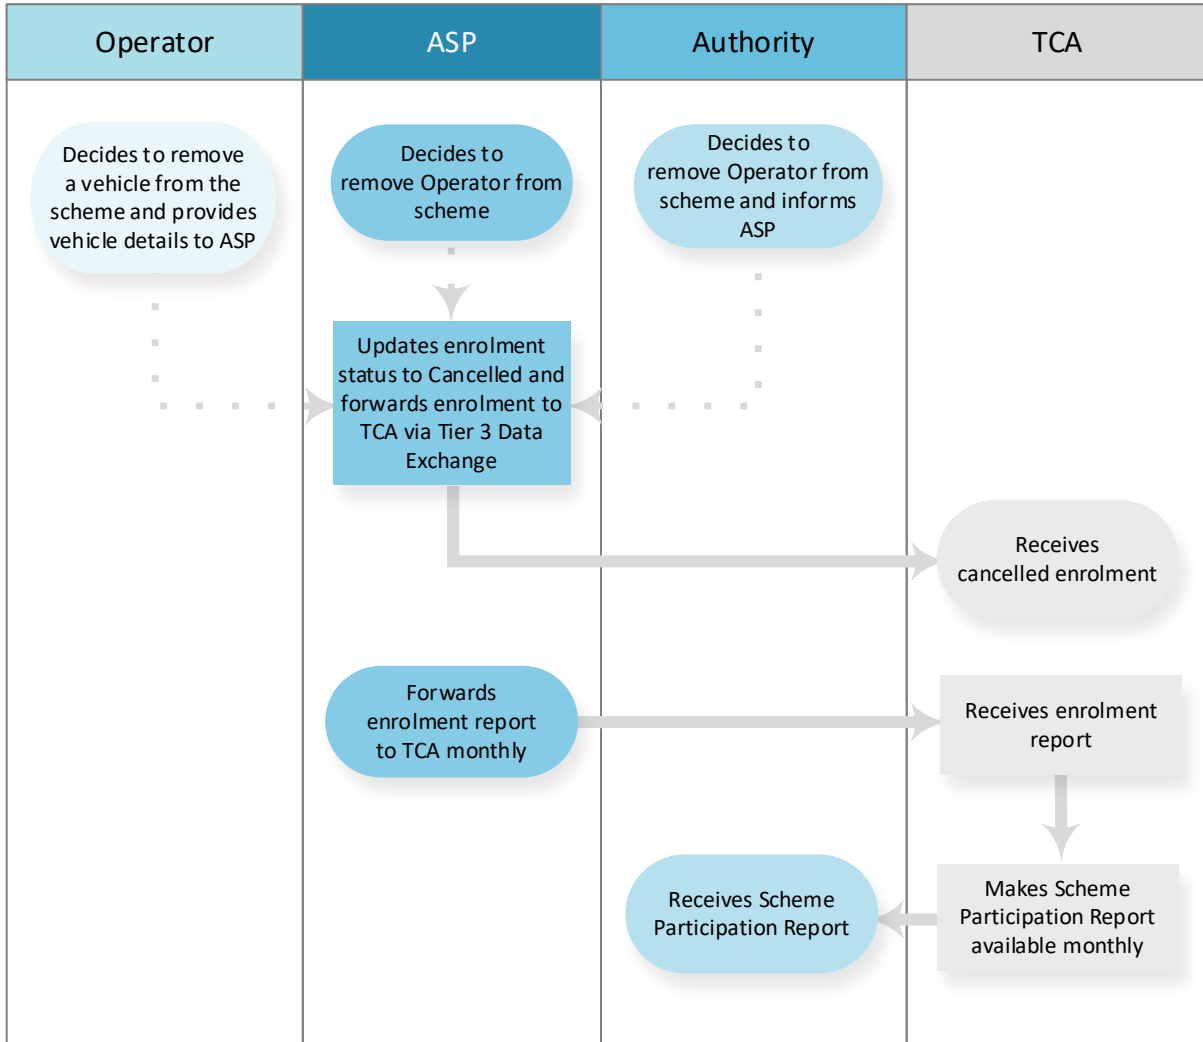 Operator
ASP
Authority
TCA
Decides to remove
a vehicle from the
scheme and provides
vehicle details to ASP
Decides to
remove Operator from
scheme
Decides to
remove Operator from
scheme and informs
ASP
Updates enrolment
status to Cancelled and
forwards enrolment to
TCA via Tier 3 Data
Exchange
Receives
cancelled enrolment
Forwards
enrolment report
to TCA monthly
Receives enrolment
report
Receives Scheme
Participation Report
Makes Scheme
Participation Report
available monthly